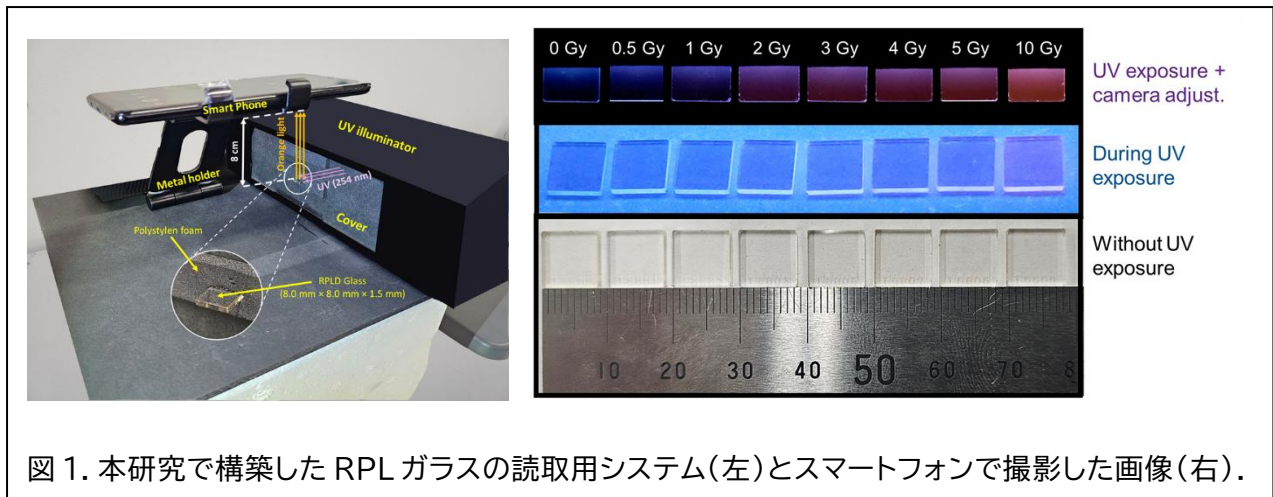 Smart Phone
UV illuminator
Orange light
8 cm
Metal holder
UV (254 nm)
Cover
Polystylen foam
RPLD Glass
(8.0 mm × 8.0 mm × 1.5 mm)
0 Gy 0.5 Gy 1 Gy 2 Gy 3 Gy 4 Gy 5 Gy 10 Gy
UV exposure +
camera adjust.
During UV
exposure
Without UV
exposure
10 20 30 40 50 60 70 8
図 1. 本研究で構築した RPL ガラスの読取用システム(左)とスマートフォンで撮影した画像(右).